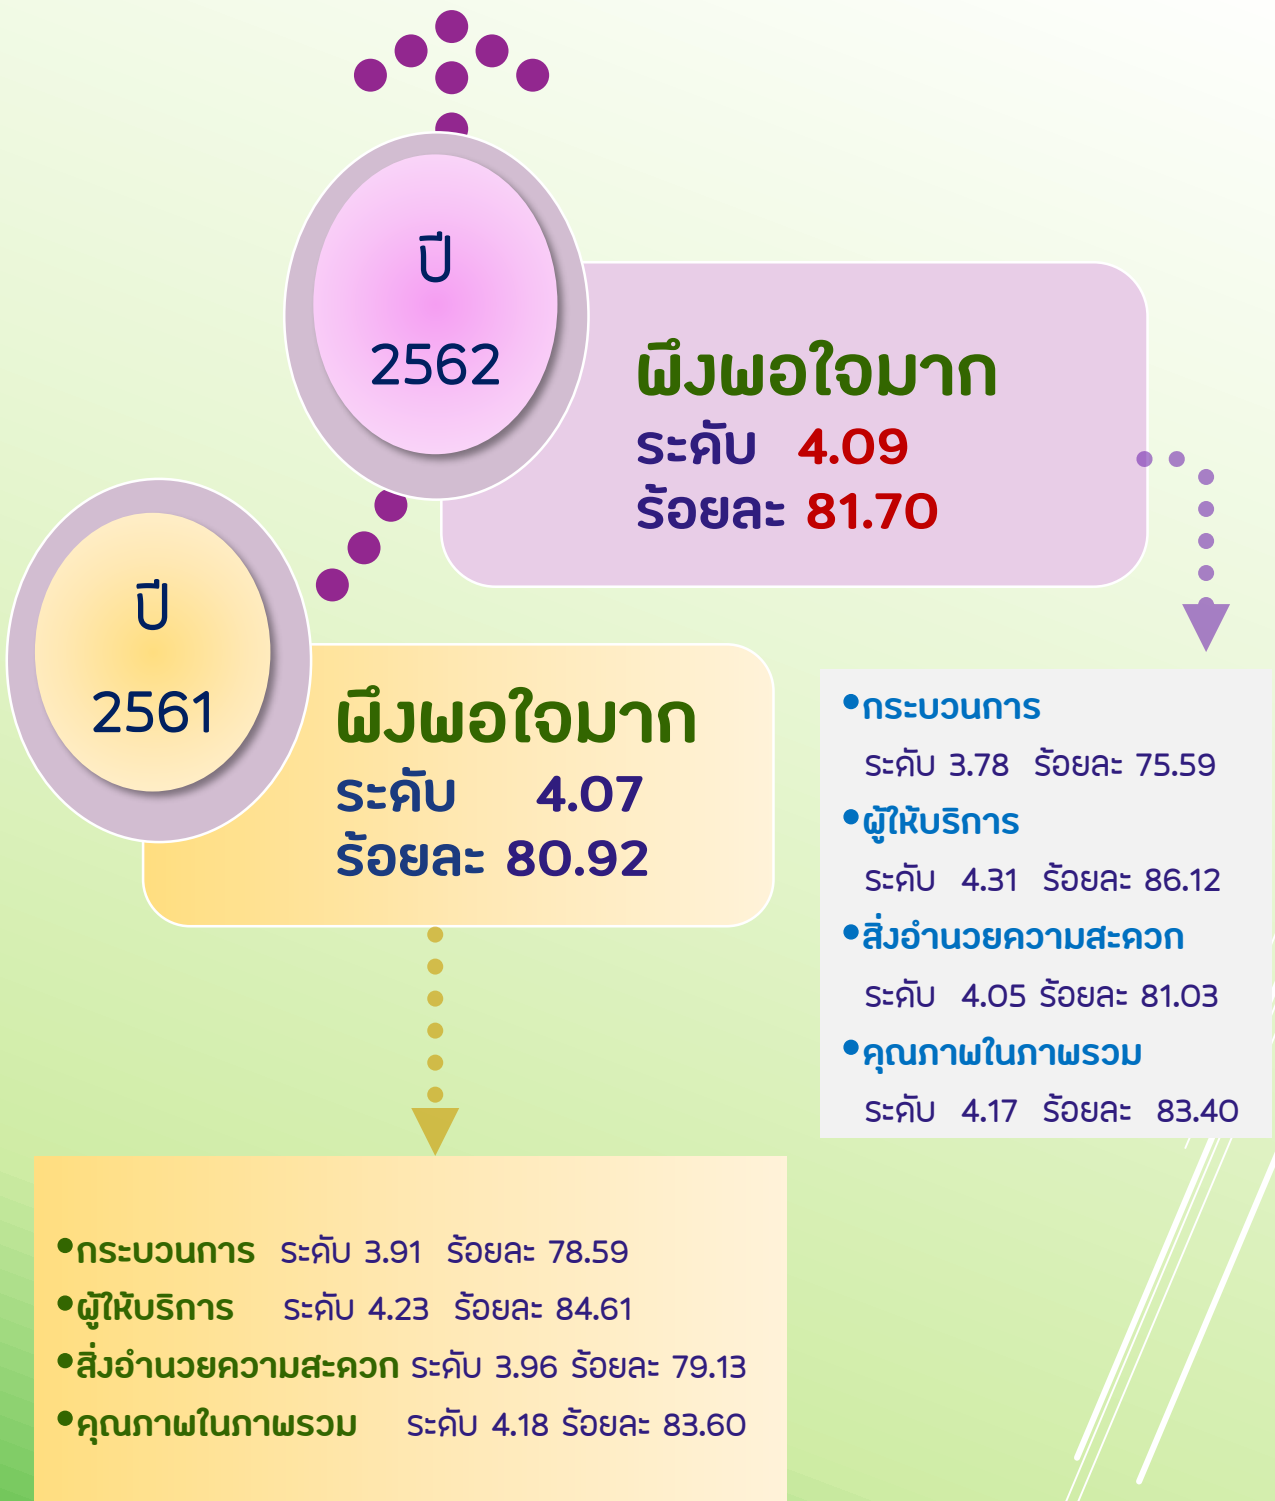 ปี
2562
พึงพอใจมาก
ระดับ 4.09
ร้อยละ 81.70
ปี
2561
พึงพอใจมาก
ระดับ 4.07
ร้อยละ 80.92
•กระบวนการ
ระดับ 3.78 ร้อยละ 75.59
•ผู้ให้บริการ
ระดับ 4.31 ร้อยละ 86.12
•สิ่งอำนวยความสะดวก
ระดับ 4.05 ร้อยละ 81.03
•คุณภาพในภาพรวม
ระดับ 4.17 ร้อยละ 83.40
•กระบวนการ ระดับ 3.91 ร้อยละ 78.59
•ผู้ให้บริการ ระดับ 4.23 ร้อยละ 84.61
•สิ่งอำนวยความสะดวก ระดับ 3.96 ร้อยละ 79.13
•คุณภาพในภาพรวม ระดับ 4.18 ร้อยละ 83.60